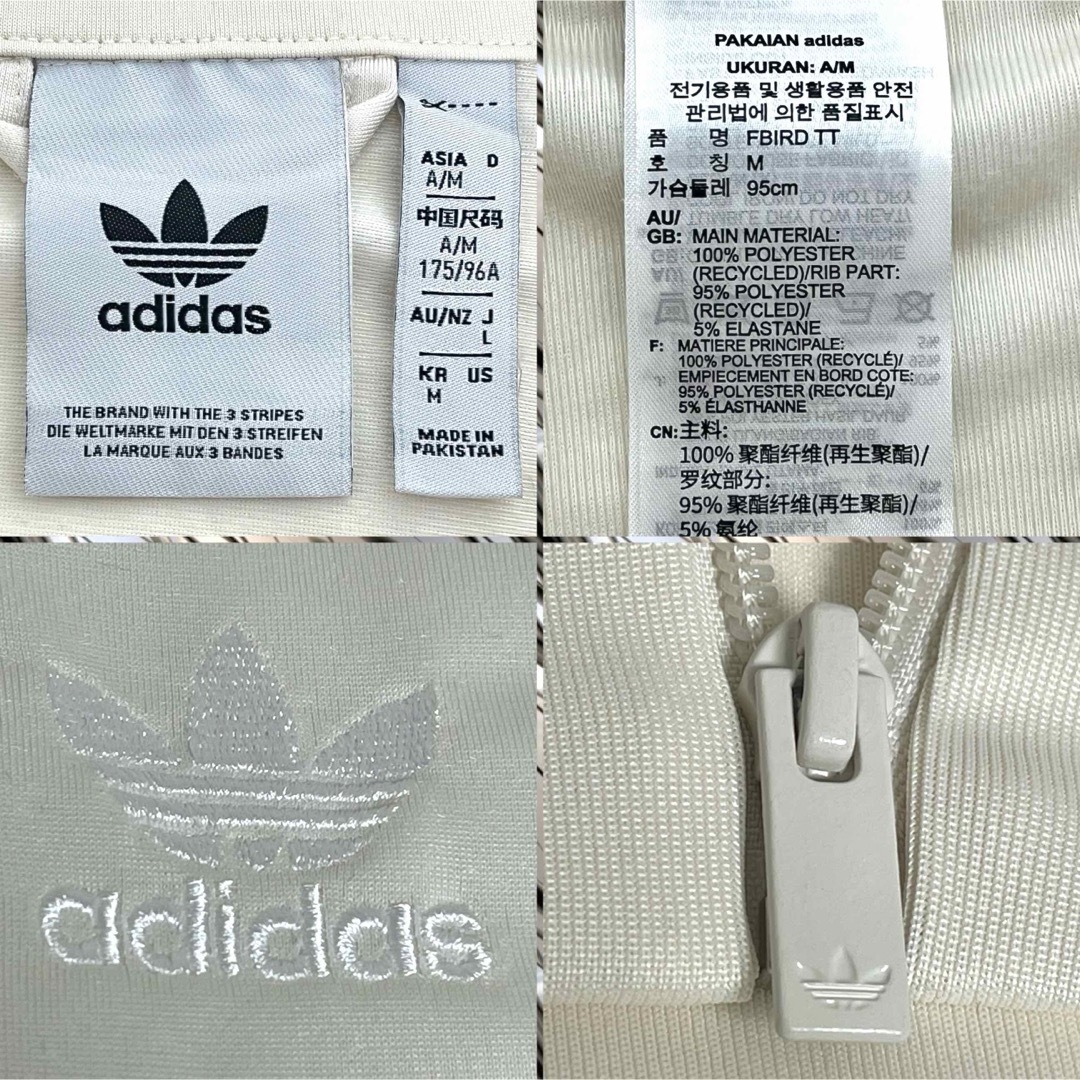 adidas
THE BRAND WITH THE 3 STRIPES
DIE WELTMARKE MIT DEN 3 STREIFEN
LA MARQUE AUX 3 BANDES
ASIA D
A/M
中国尺码
A/M
175/96A
AU/NZ J
L
KR US
M
MADE IN
PAKISTAN
PAKAIAN adidas
UKURAN: A/M
전기용품 및 생활용품 안전
관리법에 의한 품질표시
품 명 FBIRD TT
호 칭 M
가슴둘레 95cm
AU/
GB: MAIN MATERIAL:
100% POLYESTER
(RECYCLED)/RIB PART:
95% POLYESTER
(RECYCLED)/
5% ELASTANE
F: MATIERE PRINCIPALE:
100% POLYESTER (RECYCLÉ)/
EMPIECEMENT EN BORD COTE:
95% POLYESTER (RECYCLÉ)/
5% ÉLASTHANNE
CN: 主料:
100% 聚酯纤维(再生聚酯)/
罗纹部分:
95% 聚酯纤维(再生聚酯)/
5% 氨纶
adidas